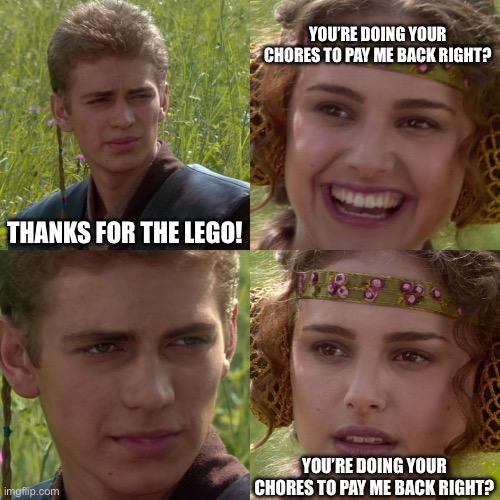 YOU'RE DOING YOUR
CHORES TO PAY ME BACK RIGHT?
THANKS FOR THE LEGO!
YOU'RE DOING YOUR
CHORES TO PAY ME BACK RIGHT?
imgflip.com